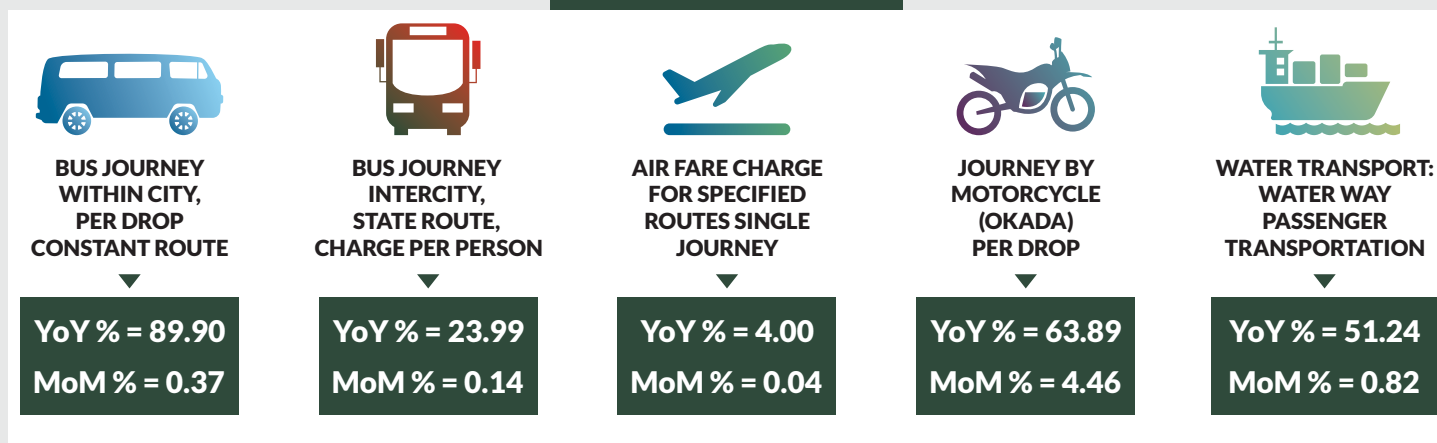 BUS JOURNEY
WITHIN CITY,
PER DROP
CONSTANT ROUTE
YoY % = 89.90
MoM % = 0.37
BUS JOURNEY
INTERCITY,
STATE ROUTE,
CHARGE PER PERSON
YoY % = 23.99
MoM % = 0.14
AIR FARE CHARGE
FOR SPECIFIED
ROUTES SINGLE
JOURNEY
YoY % = 4.00
MoM % = 0.04
JOURNEY BY
MOTORCYCLE
(OKADA)
PER DROP
YoY % = 63.89
MoM % = 4.46
WATER TRANSPORT:
WATER WAY
PASSENGER
TRANSPORTATION
YoY % = 51.24
MoM % = 0.82